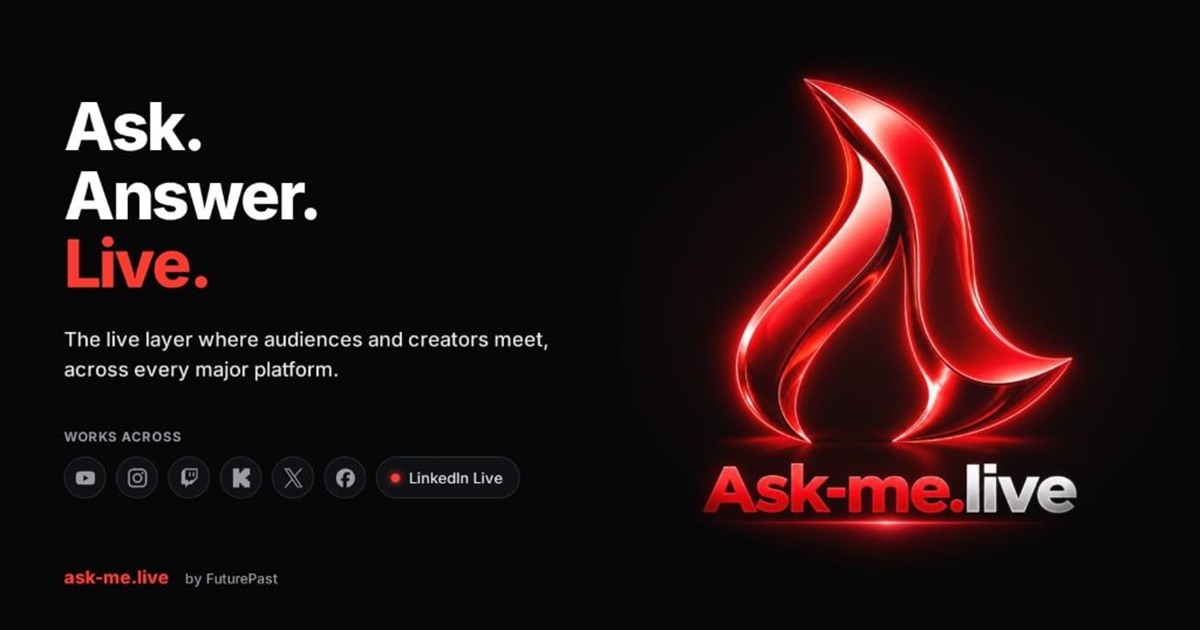 Ask.
Answer.
Live.
The live layer where audiences and creators meet,
across every major platform.
WORKS ACROSS
LinkedIn Live
ask-me.live by FuturePast
Ask-me.live